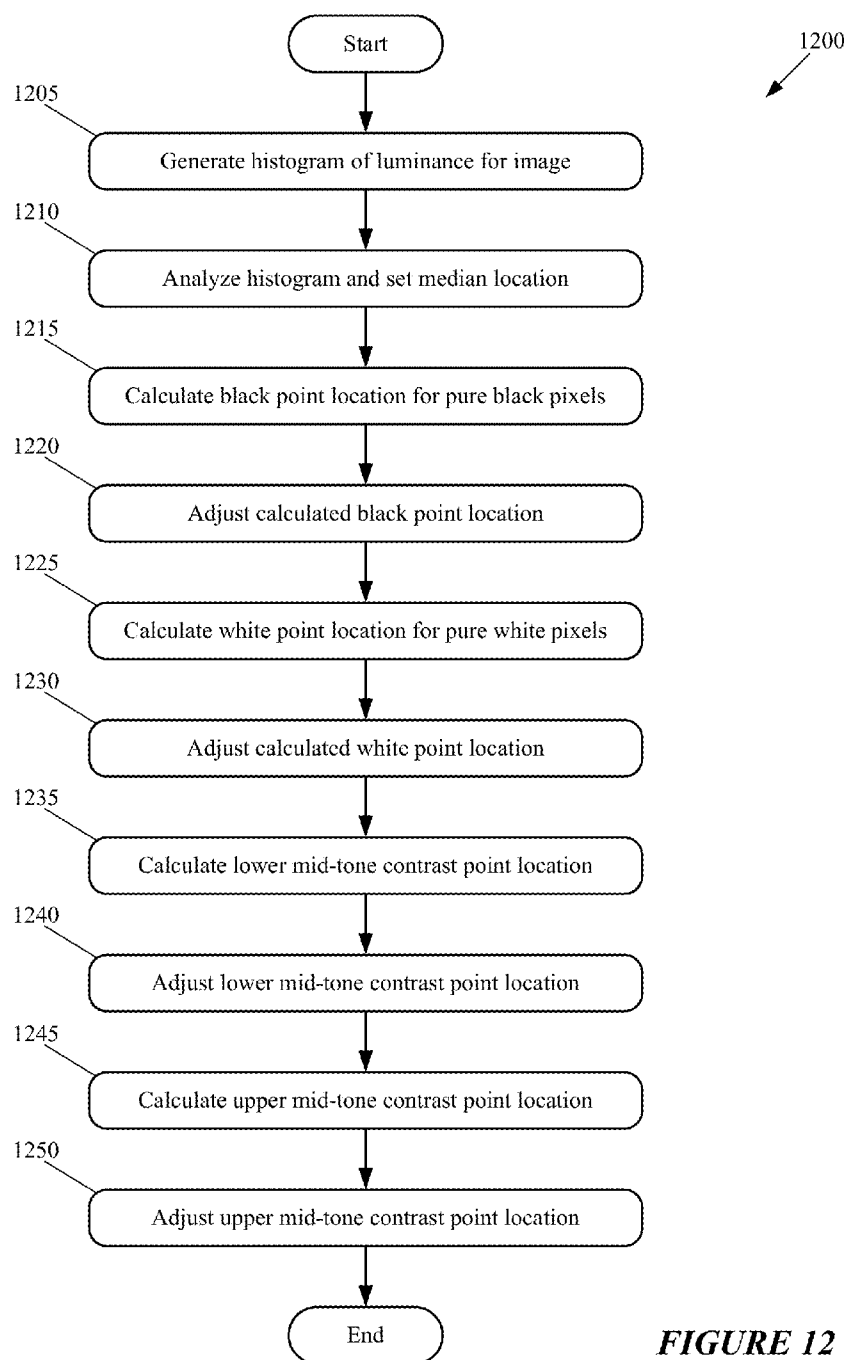 Start
1200
1205
Generate histogram of luminance for image
1210
Analyze histogram and set median location
1215
Calculate black point location for pure black pixels
1220
Adjust calculated black point location
1225
Calculate white point location for pure white pixels
1230
Adjust calculated white point location
1235
Calculate lower mid-tone contrast point location
1240
Adjust lower mid-tone contrast point location
1245
Calculate upper mid-tone contrast point location
1250
Adjust upper mid-tone contrast point location
End
FIGURE 12